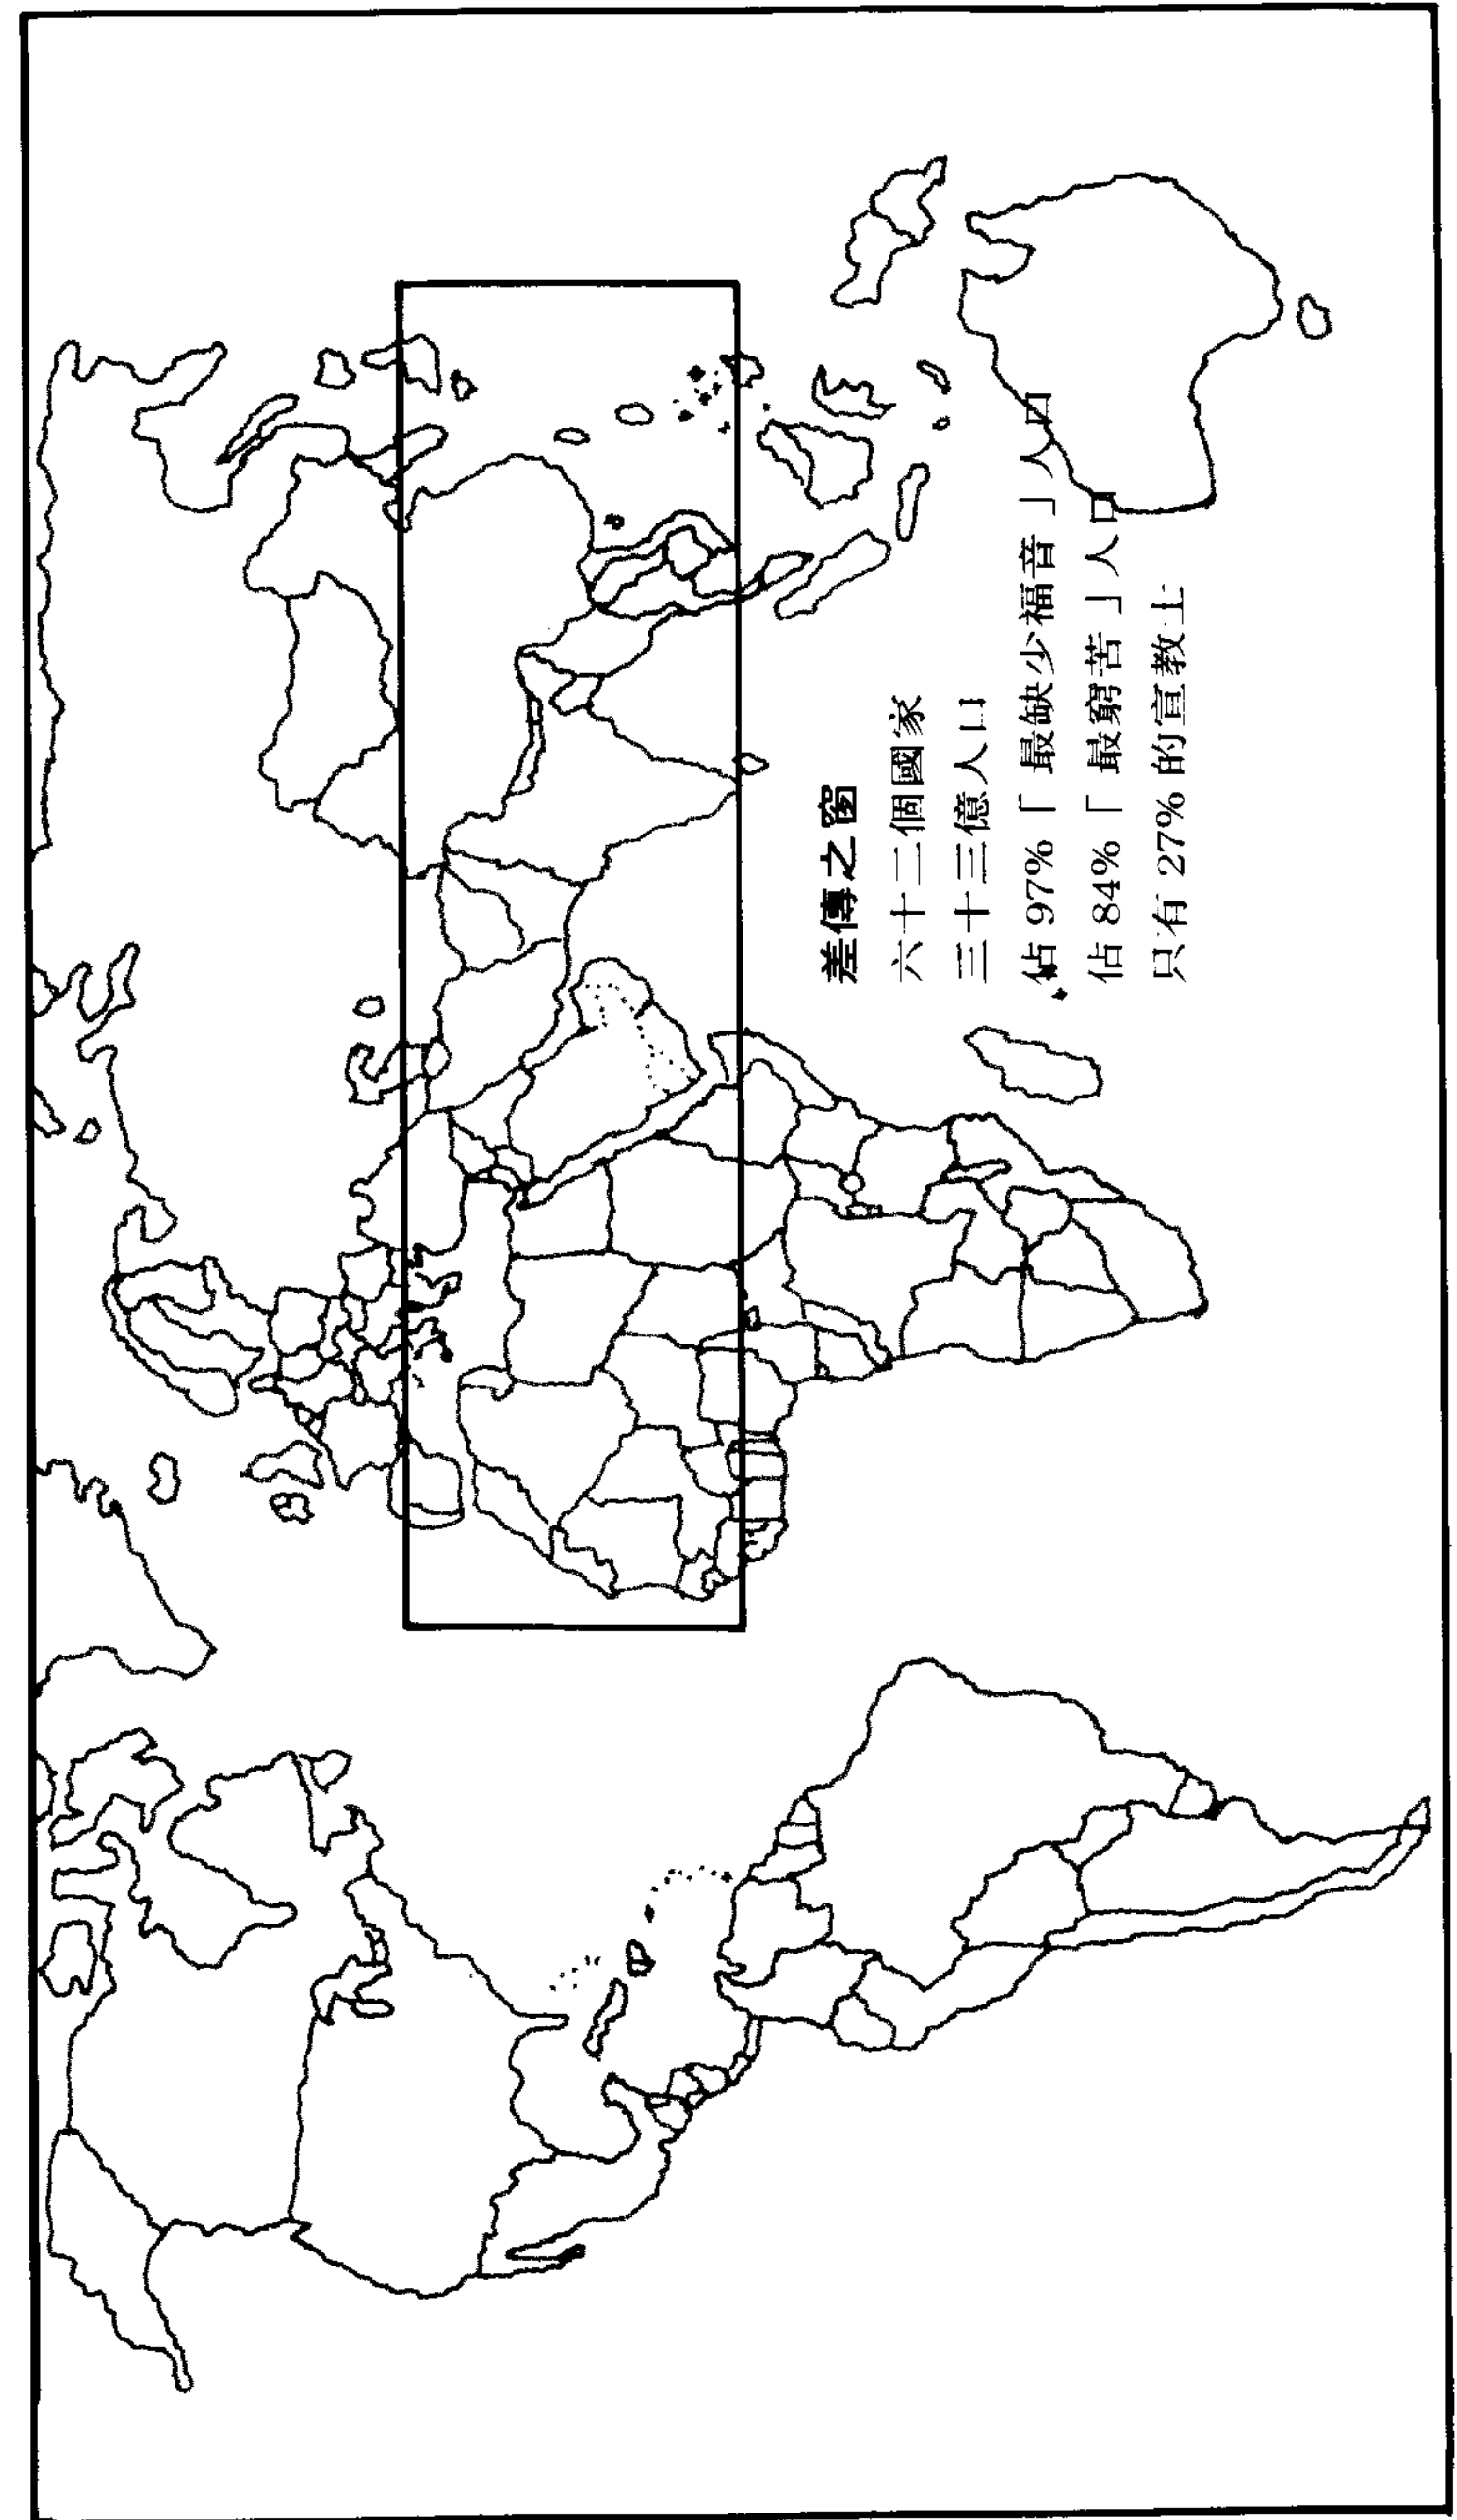 差傳之窗
六十二個國家
三十三億人口
佔 97%「最缺少福音」人口
佔 84%「最窮苦」人口
只有 27% 的宣教士